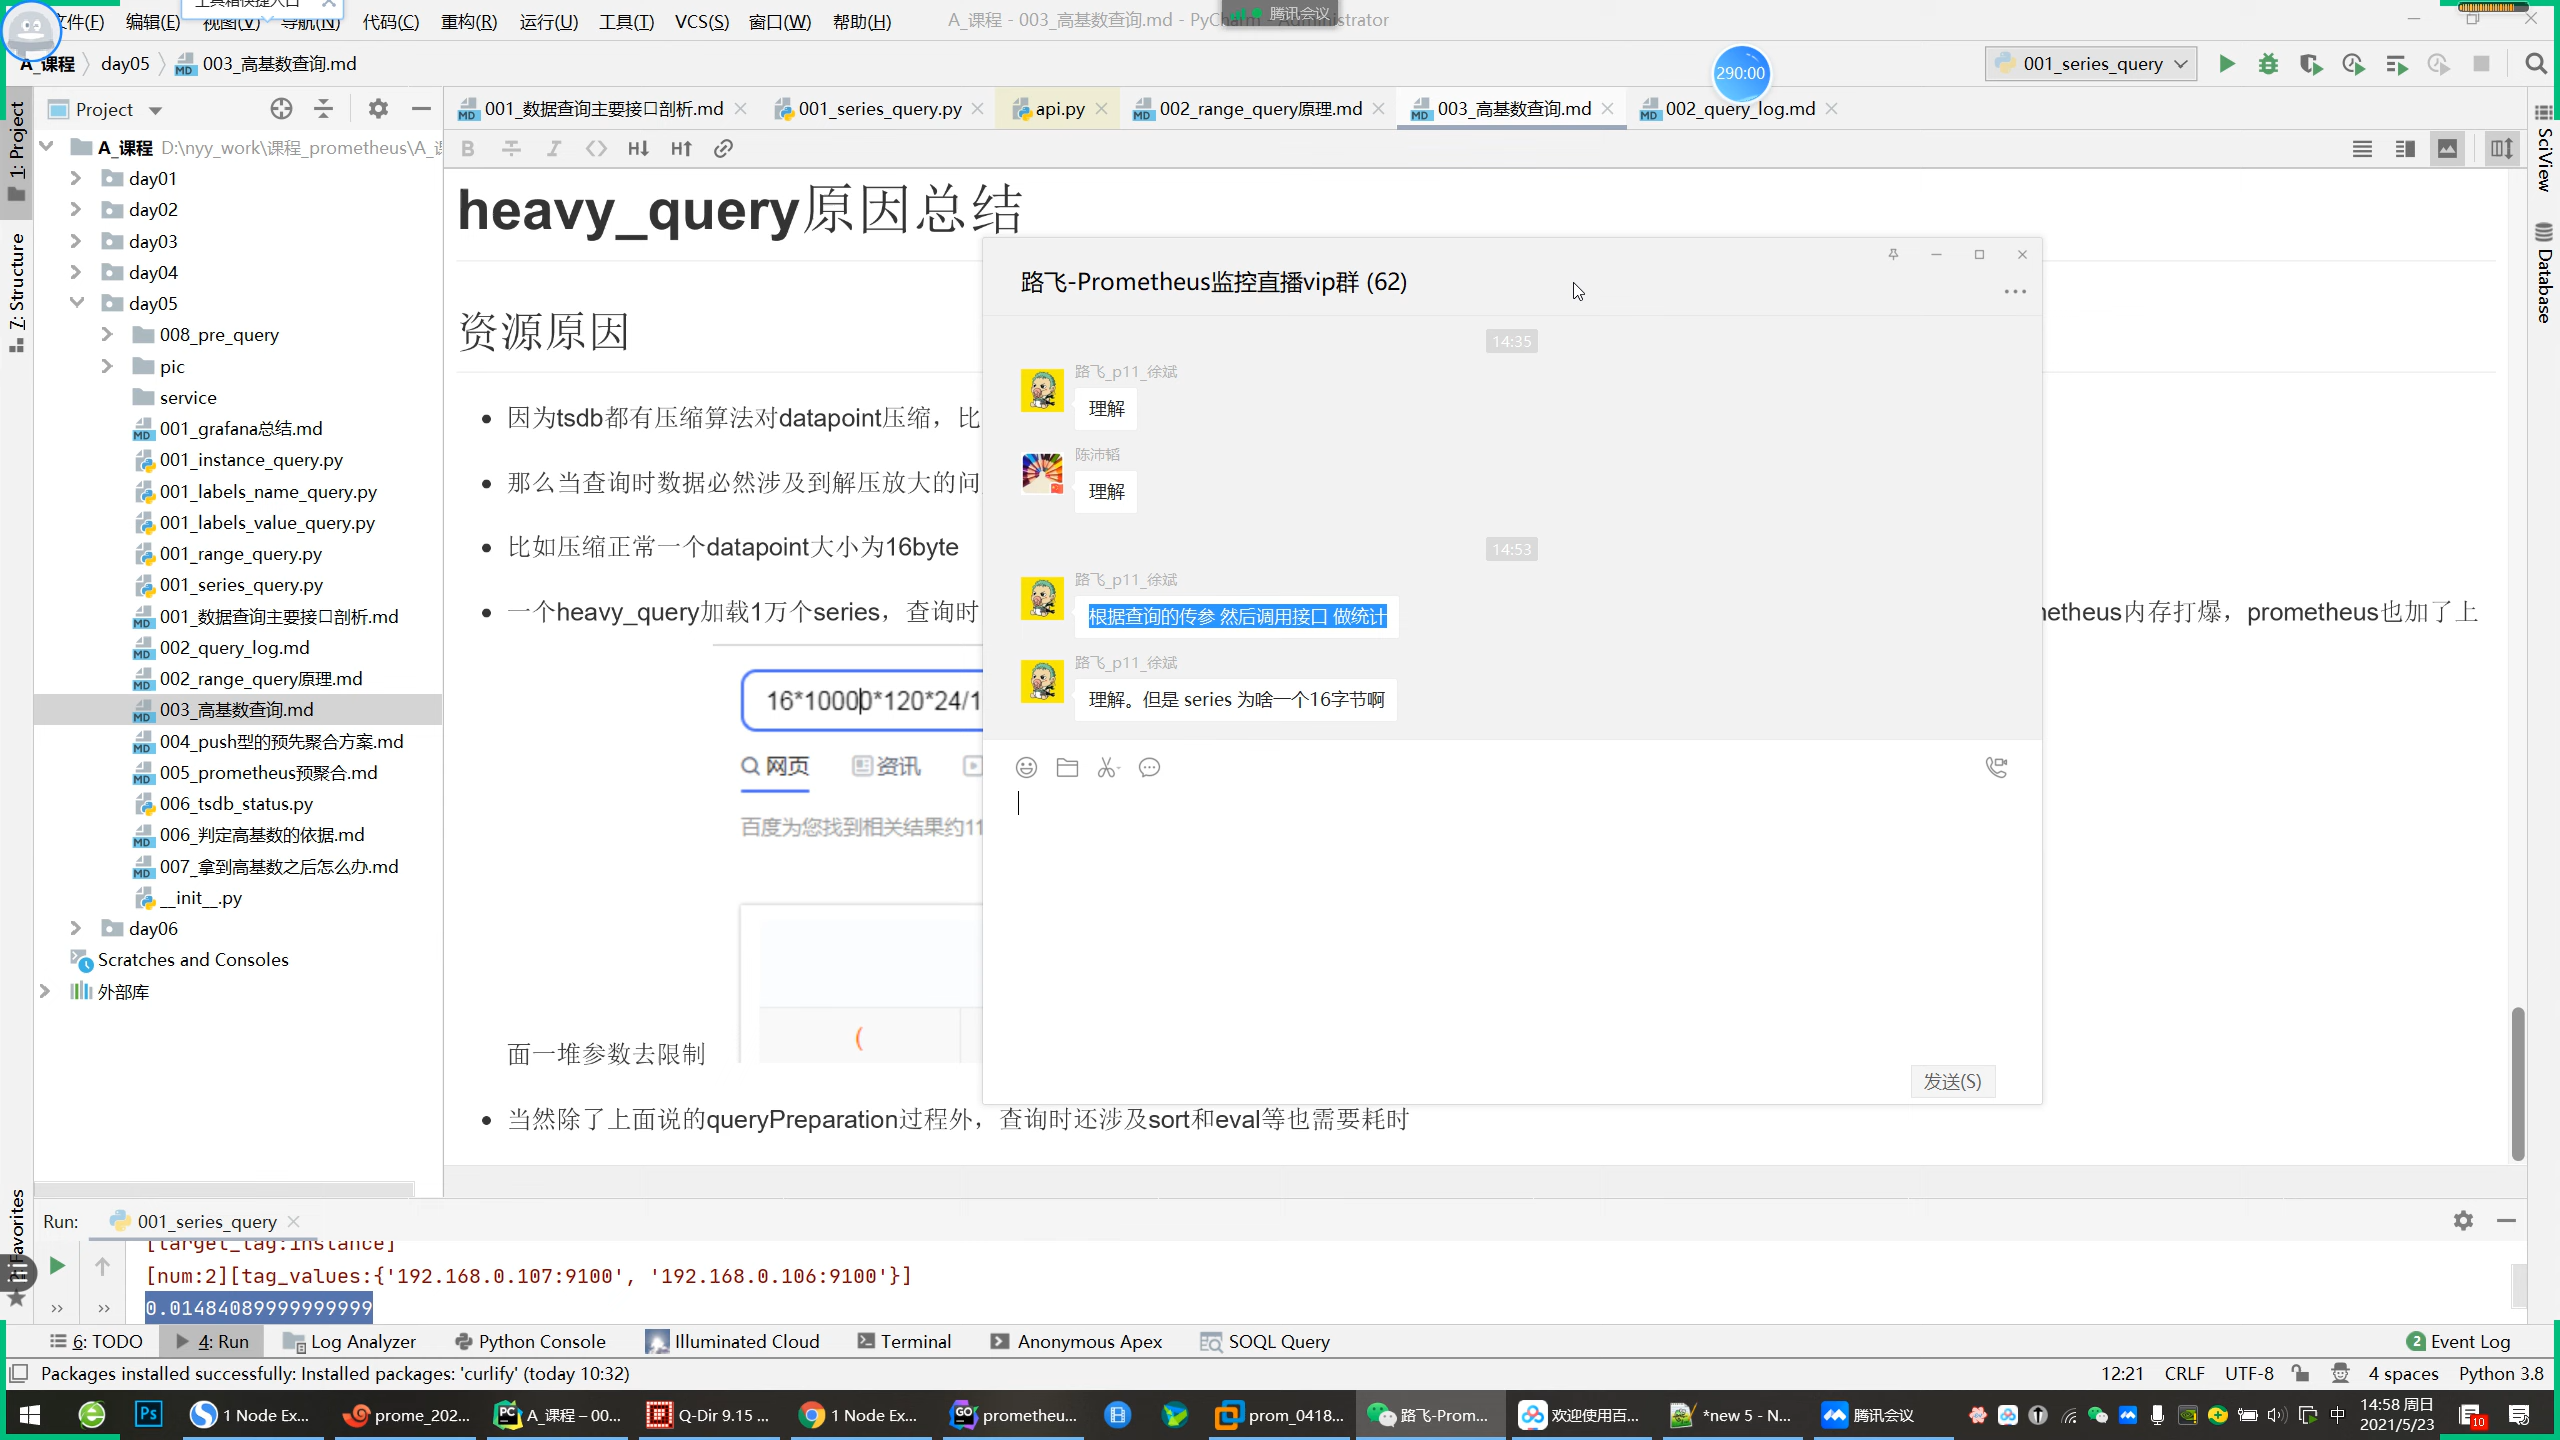 文件(F) 编辑(E) 视图(V) 导航(N) 代码(C) 重构(R) 运行(U) 工具(T) VCS(S) 窗口(W) 帮助(H)
A_课程 - 003_高基数查询.md - PyCharm
腾讯会议
istrator
A_课程 day05 003_高基数查询.md
290:00
001_series_query
Project
001_数据查询主要接口剖析.md
001_series_query.py
api.py
002_range_query原理.md
003_高基数查询.md
002_query_log.md
1: Project
7: Structure
Favorites
SciView
Database
A_课程 D:\nyy_work\课程_prometheus\A_
day01
day02
day03
day04
day05
008_pre_query
pic
service
001_grafana总结.md
001_instance_query.py
001_labels_name_query.py
001_labels_value_query.py
001_range_query.py
001_series_query.py
001_数据查询主要接口剖析.md
002_query_log.md
002_range_query原理.md
003_高基数查询.md
004_push型的预先聚合方案.md
005_prometheus预聚合.md
006_tsdb_status.py
006_判定高基数的依据.md
007_拿到高基数之后怎么办.md
__init__.py
day06
Scratches and Consoles
外部库
heavy_query原因总结
资源原因
因为tsdb都有压缩算法对datapoint压缩，比
那么当查询时数据必然涉及到解压放大的问
比如压缩正常一个datapoint大小为16byte
一个heavy_query加载1万个series，查询时
metheus内存打爆，prometheus也加了上
16*10000*120*24/1
网页 资讯
百度为您找到相关结果约11
(
面一堆参数去限制
当然除了上面说的queryPreparation过程外，查询时还涉及sort和eval等也需要耗时
路飞-Prometheus监控直播vip群 (62)
14:35
路飞_p11_徐斌
理解
陈沛韬
理解
14:53
路飞_p11_徐斌
根据查询的传参 然后调用接口 做统计
路飞_p11_徐斌
理解。但是 series 为啥一个16字节啊
发送(S)
Run: 001_series_query
[target_tag:instance]
[num:2][tag_values:{'192.168.0.107:9100', '192.168.0.106:9100'}]
0.01484089999999999
6: TODO 4: Run Log Analyzer Python Console Illuminated Cloud Terminal Anonymous Apex SOQL Query
2 Event Log
Packages installed successfully: Installed packages: 'curlify' (today 10:32)
12:21 CRLF UTF-8 4 spaces Python 3.8
Ps
1 Node Ex...
prome_202...
A_课程 – 00...
Q-Dir 9.15 ...
1 Node Ex...
prometheu...
prom_0418...
路飞-Prom...
欢迎使用百...
*new 5 - N...
腾讯会议
中
14:58 周日
2021/5/23
10